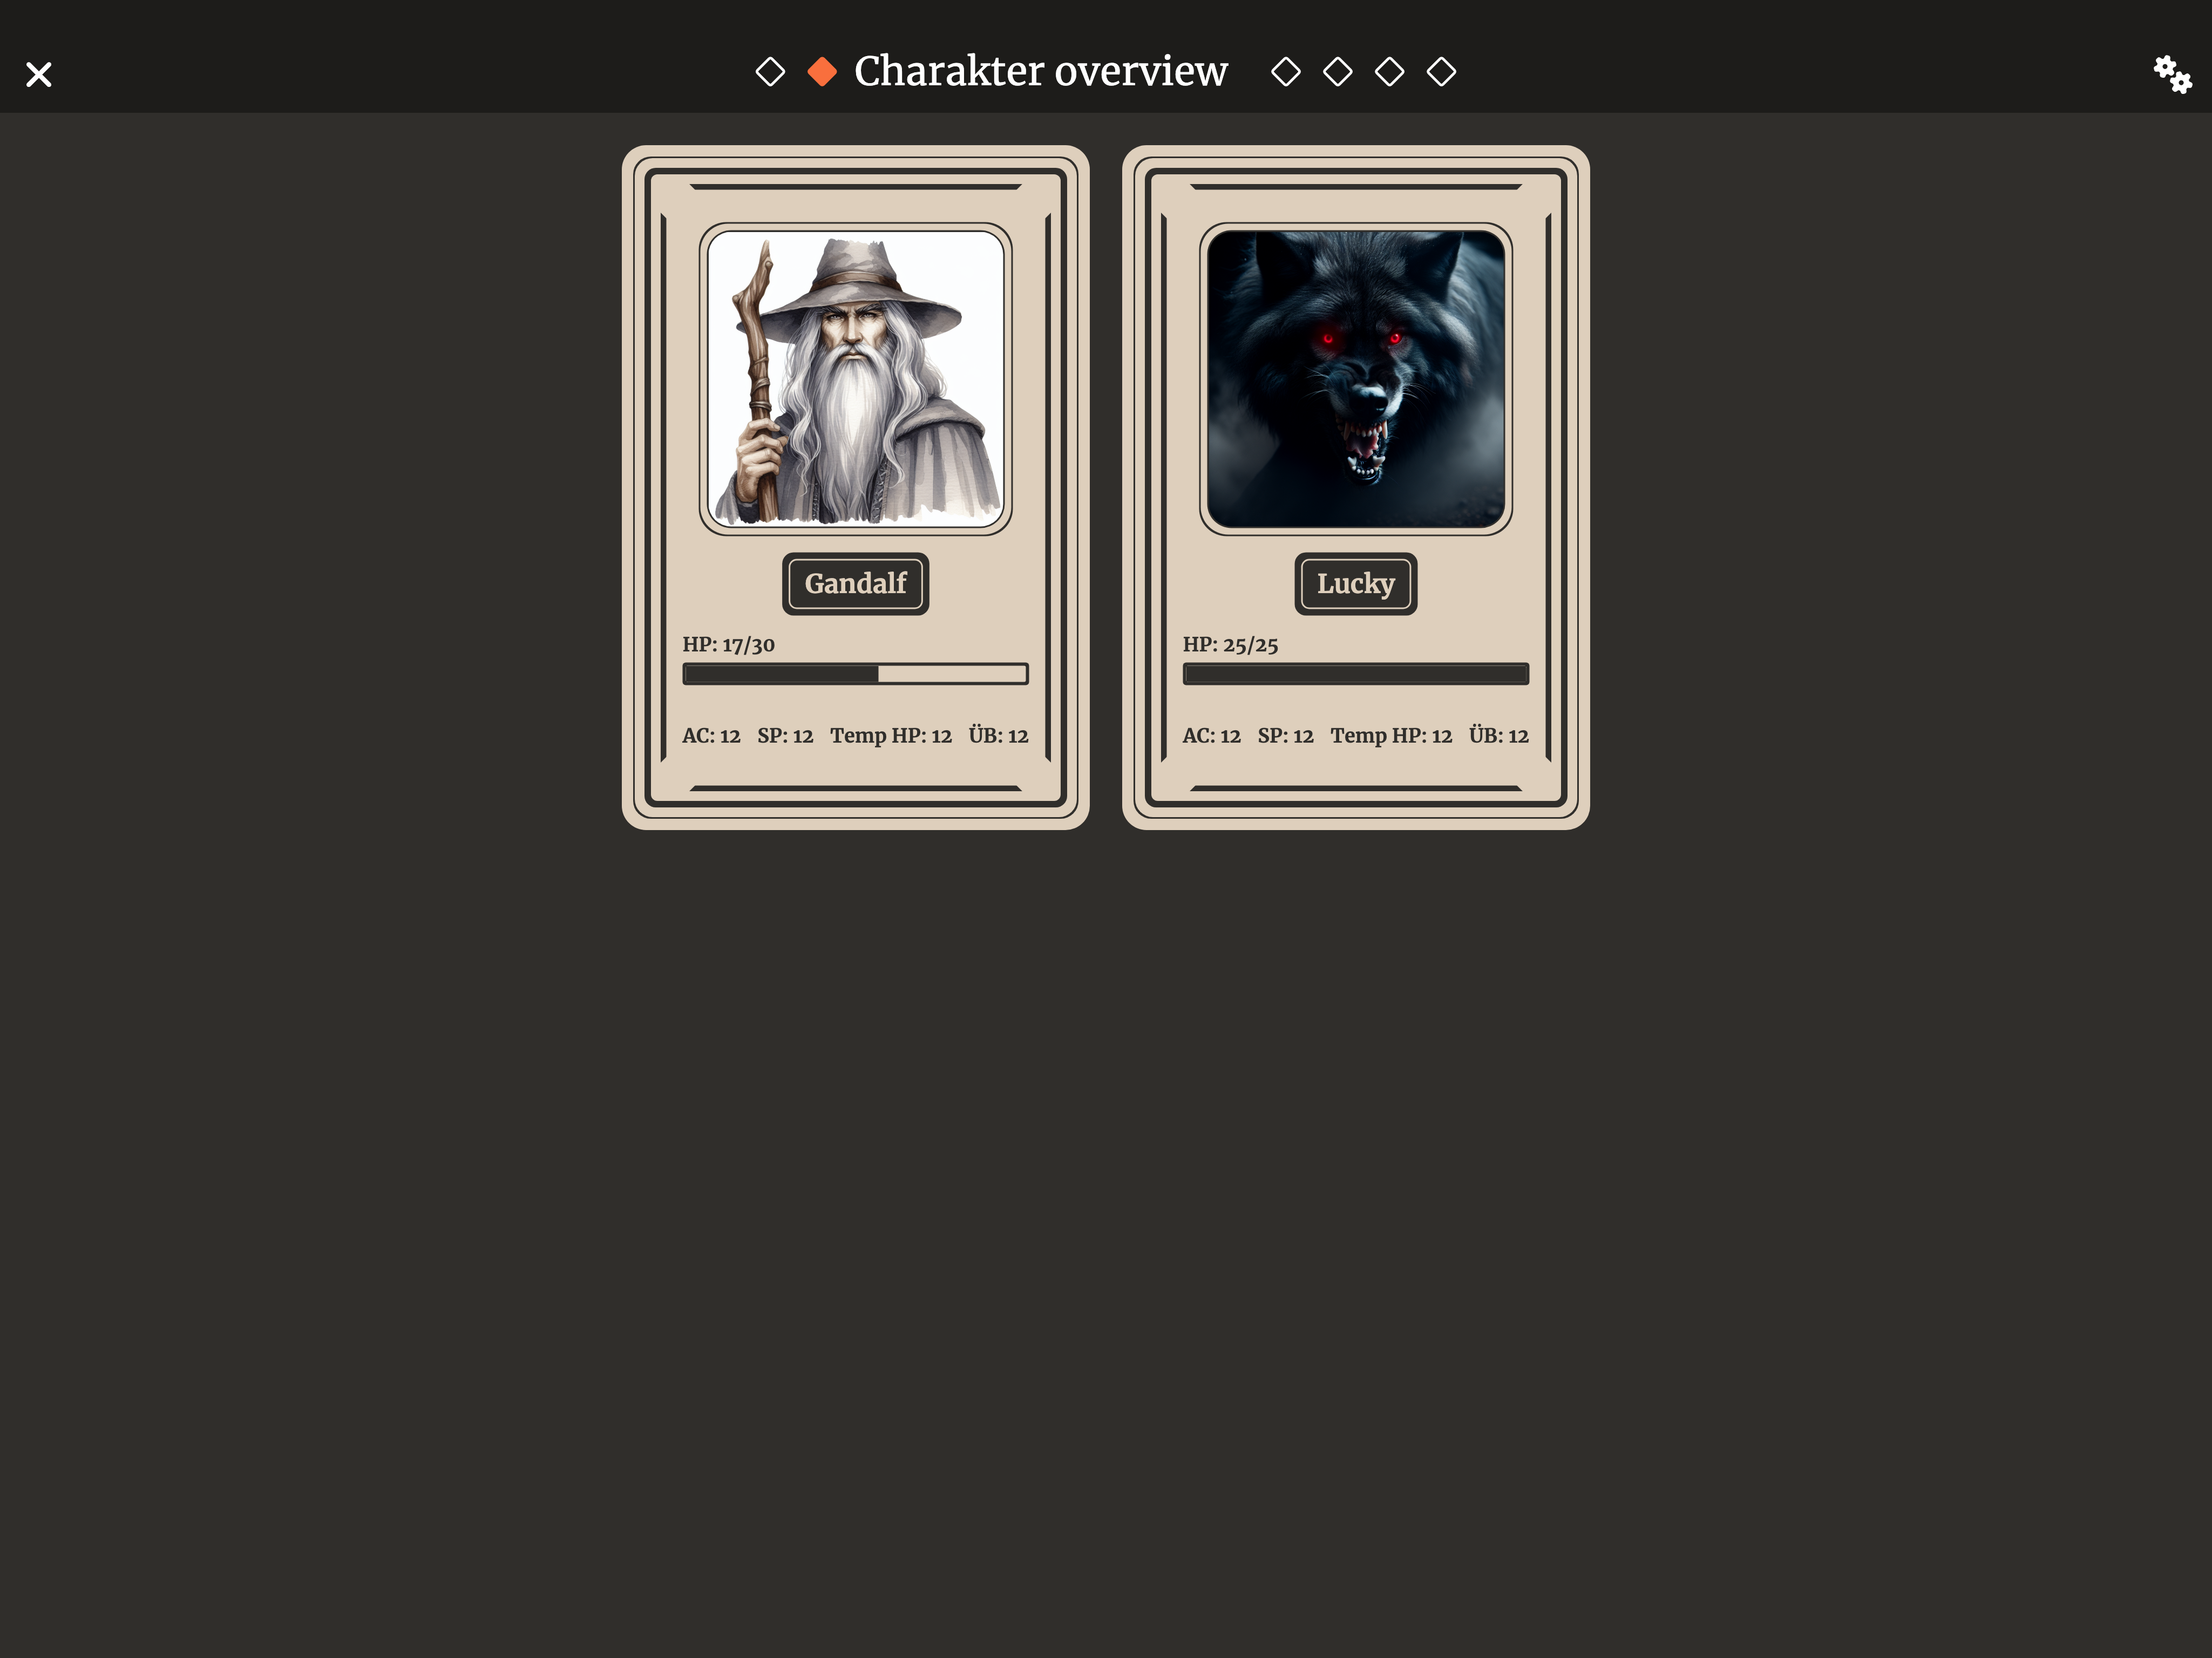 Charakter overview
Gandalf
HP: 17/30
AC: 12 SP: 12 Temp HP: 12 ÜB: 12
Lucky
HP: 25/25
AC: 12 SP: 12 Temp HP: 12 ÜB: 12